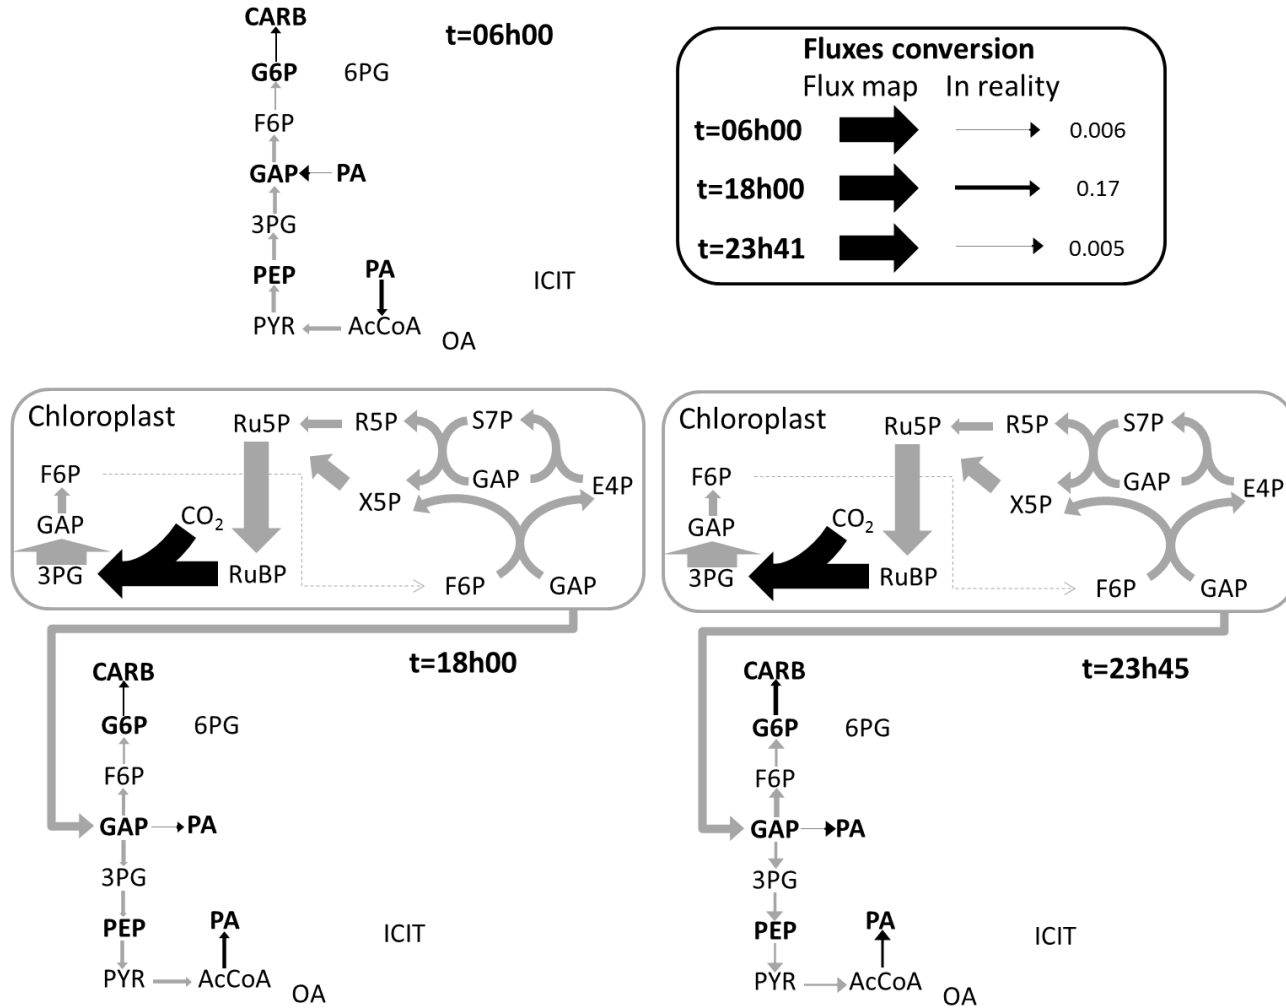 CARB
t=06h00
G6P 6PG
F6P
GAP PA
3PG
PEP PA ICIT
PYR AcCoA OA
Fluxes conversion
Flux map In reality
t=06h00 0.006
t=18h00 0.17
t=23h41 0.005
Chloroplast
Ru5P R5P S7P
F6P X5P GAP E4P
GAP CO2
3PG RuBP F6P GAP
t=18h00
CARB
G6P 6PG
F6P
GAP PA
3PG
PEP PA ICIT
PYR AcCoA OA
Chloroplast
Ru5P R5P S7P
F6P X5P GAP E4P
GAP CO2
3PG RuBP F6P GAP
t=23h45
CARB
G6P 6PG
F6P
GAP PA
3PG
PEP PA ICIT
PYR AcCoA OA